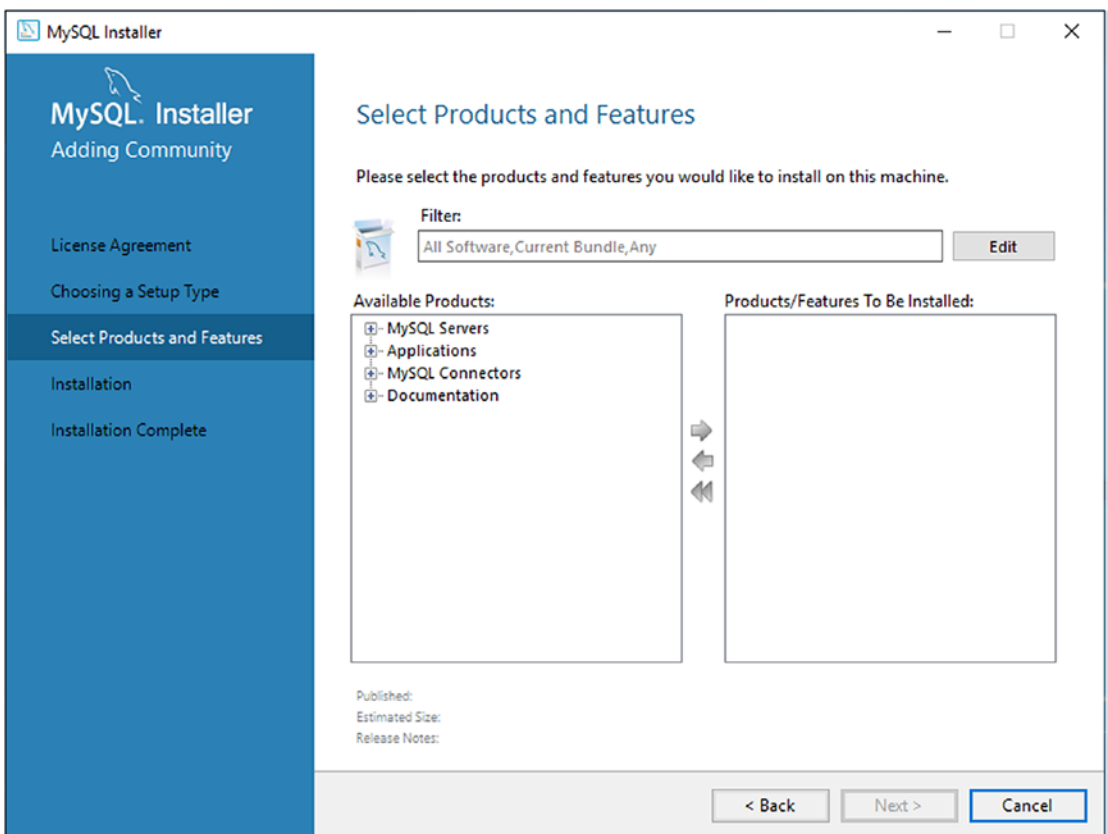 MySQL Installer
MySQL. Installer
Adding Community
License Agreement
Choosing a Setup Type
Select Products and Features
Installation
Installation Complete
Select Products and Features
Please select the products and features you would like to install on this machine.
Filter:
All Software,Current Bundle,Any
Edit
Available Products:
MySQL Servers
Applications
MySQL Connectors
Documentation
Products/Features To Be Installed:
Published:
Estimated Size:
Release Notes:
< Back
Next >
Cancel